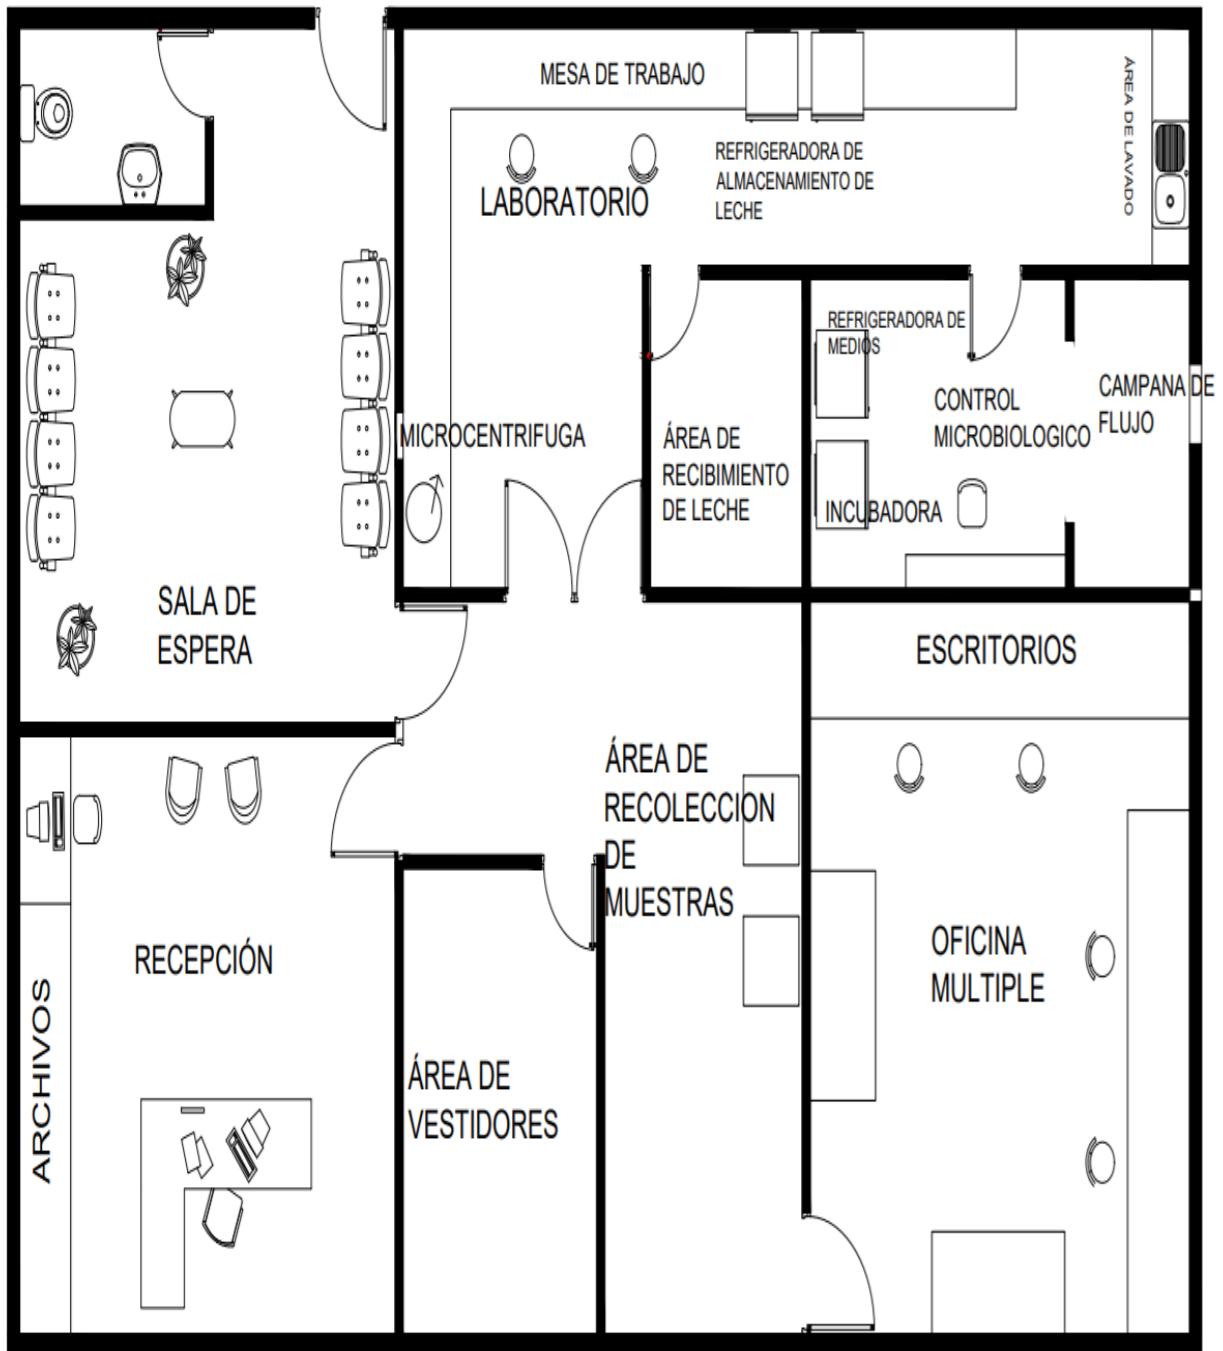 MESA DE TRABAJO
ÁREA DE LAVADO
REFRIGERADORA DE
ALMACENAMIENTO DE
LECHE
LABORATORIO
REFRIGERADORA DE
MEDIOS
CONTROL
MICROBIOLOGICO
CAMPANA DE
FLUJO
MICROCENTRIFUGA
ÁREA DE
RECIBIMIENTO
DE LECHE
INCUBADORA
SALA DE
ESPERA
ESCRITORIOS
ÁREA DE
RECOLECCION
DE
MUESTRAS
RECEPCIÓN
OFICINA
MULTIPLE
ARCHIVOS
ÁREA DE
VESTIDORES